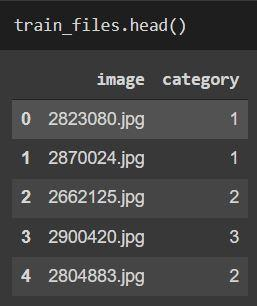 train_files.head()
image category
0 2823080.jpg 1
1 2870024.jpg 1
2 2662125.jpg 2
3 2900420.jpg 3
4 2804883.jpg 2